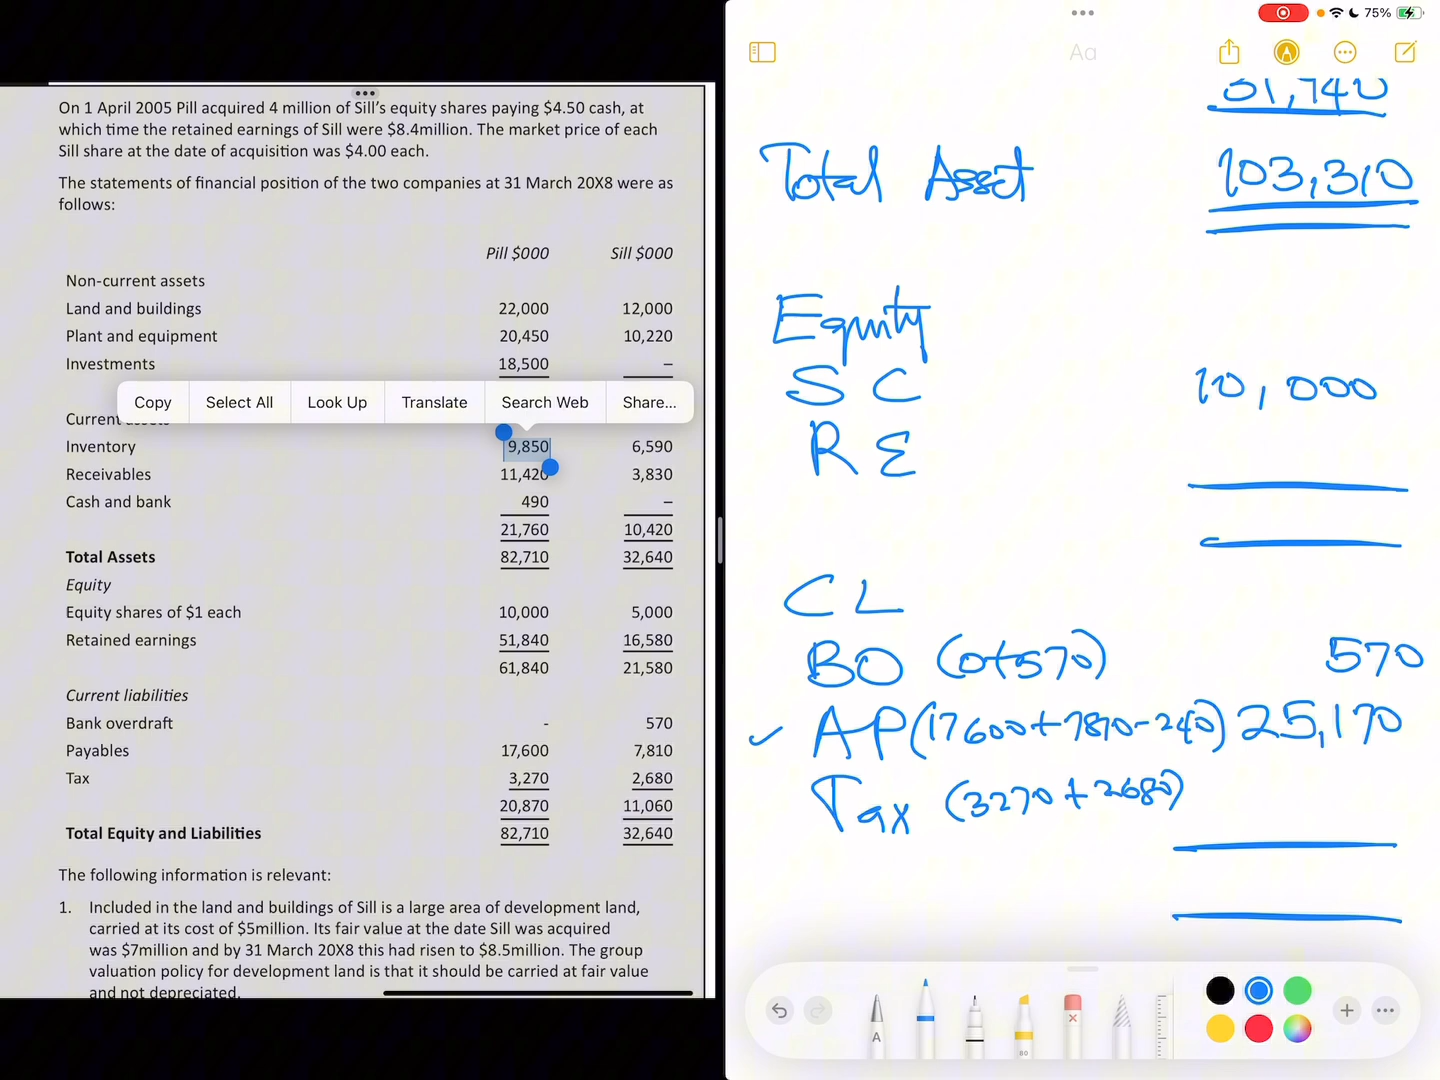 75%
Aa
On 1 April 2005 Pill acquired 4 million of Sill's equity shares paying $4.50 cash, at
which time the retained earnings of Sill were $8.4million. The market price of each
Sill share at the date of acquisition was $4.00 each.
The statements of financial position of the two companies at 31 March 20X8 were as
follows:
Pill $000 Sill $000
Non-current assets
Land and buildings 22,000 12,000
Plant and equipment 20,450 10,220
Investments 18,500 –
Copy Select All Look Up Translate Search Web Share...
Current
Inventory 9,850 6,590
Receivables 11,420 3,830
Cash and bank 490 –
21,760 10,420
Total Assets 82,710 32,640
Equity
Equity shares of $1 each 10,000 5,000
Retained earnings 51,840 16,580
61,840 21,580
Current liabilities
Bank overdraft - 570
Payables 17,600 7,810
Tax 3,270 2,680
20,870 11,060
Total Equity and Liabilities 82,710 32,640
The following information is relevant:
1. Included in the land and buildings of Sill is a large area of development land,
carried at its cost of $5million. Its fair value at the date Sill was acquired
was $7million and by 31 March 20X8 this had risen to $8.5million. The group
valuation policy for development land is that it should be carried at fair value
and not depreciated.
Total Asset 103,310
Equity
S C 10,000
R E
CL
BO (0+570) 570
AP (17600+7810-240) 25,170
Tax (3270+2680)
A
80